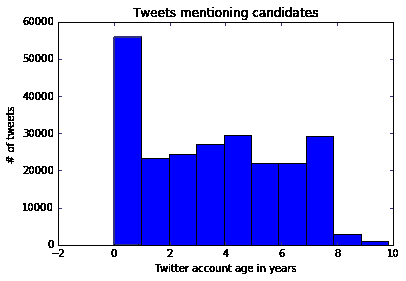 Tweets mentioning candidates
60000
50000
40000
30000
20000
10000
0
# of tweets
−2 0 2 4 6 8 10
Twitter account age in years